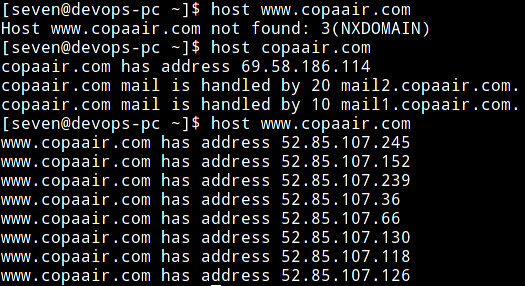 [seven@devops-pc ~]$ host www.copaair.com
Host www.copaair.com not found: 3(NXDOMAIN)
[seven@devops-pc ~]$ host copaair.com
copaair.com has address 69.58.186.114
copaair.com mail is handled by 20 mail2.copaair.com.
copaair.com mail is handled by 10 mail1.copaair.com.
[seven@devops-pc ~]$ host www.copaair.com
www.copaair.com has address 52.85.107.245
www.copaair.com has address 52.85.107.152
www.copaair.com has address 52.85.107.239
www.copaair.com has address 52.85.107.36
www.copaair.com has address 52.85.107.66
www.copaair.com has address 52.85.107.130
www.copaair.com has address 52.85.107.118
www.copaair.com has address 52.85.107.126